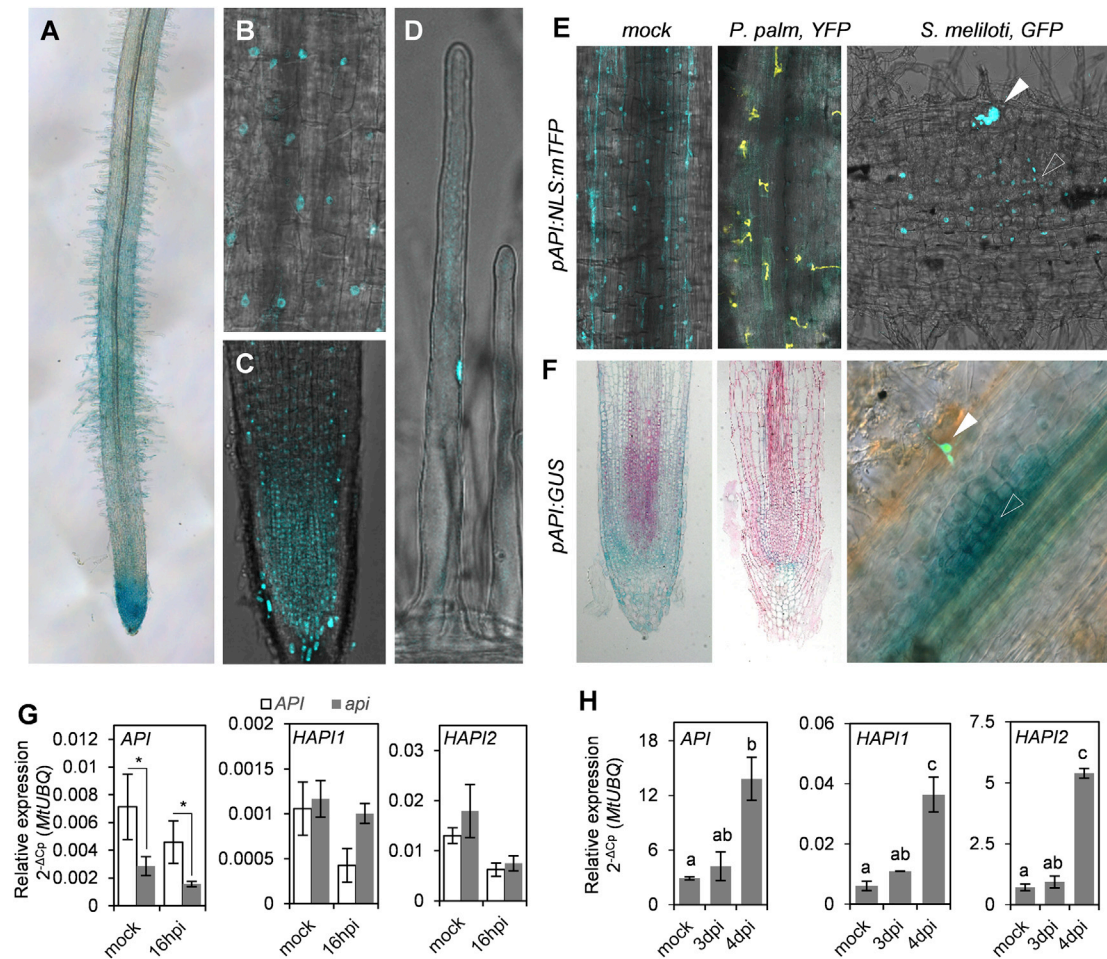 A
B
C
D
E
mock
P. palm, YFP
S. meliloti, GFP
pAPI:NLS:mTFP
F
pAPI:GUS
G
API api
Relative expression
2-ΔCp (MtUBQ)
API
0.012
0.01
0.008
0.006
0.004
0.002
0
*
*
mock
16hpi
HAPI1
0.002
0.0015
0.001
0.0005
0
mock
16hpi
HAPI2
0.03
0.02
0.01
0
mock
16hpi
H
Relative expression
2-ΔCp (MtUBQ)
API
18
12
6
0
a
ab
b
mock
3dpi
4dpi
HAPI1
0.06
0.04
0.02
0
a
ab
c
mock
3dpi
4dpi
HAPI2
7.5
5
2.5
0
a
ab
c
mock
3dpi
4dpi